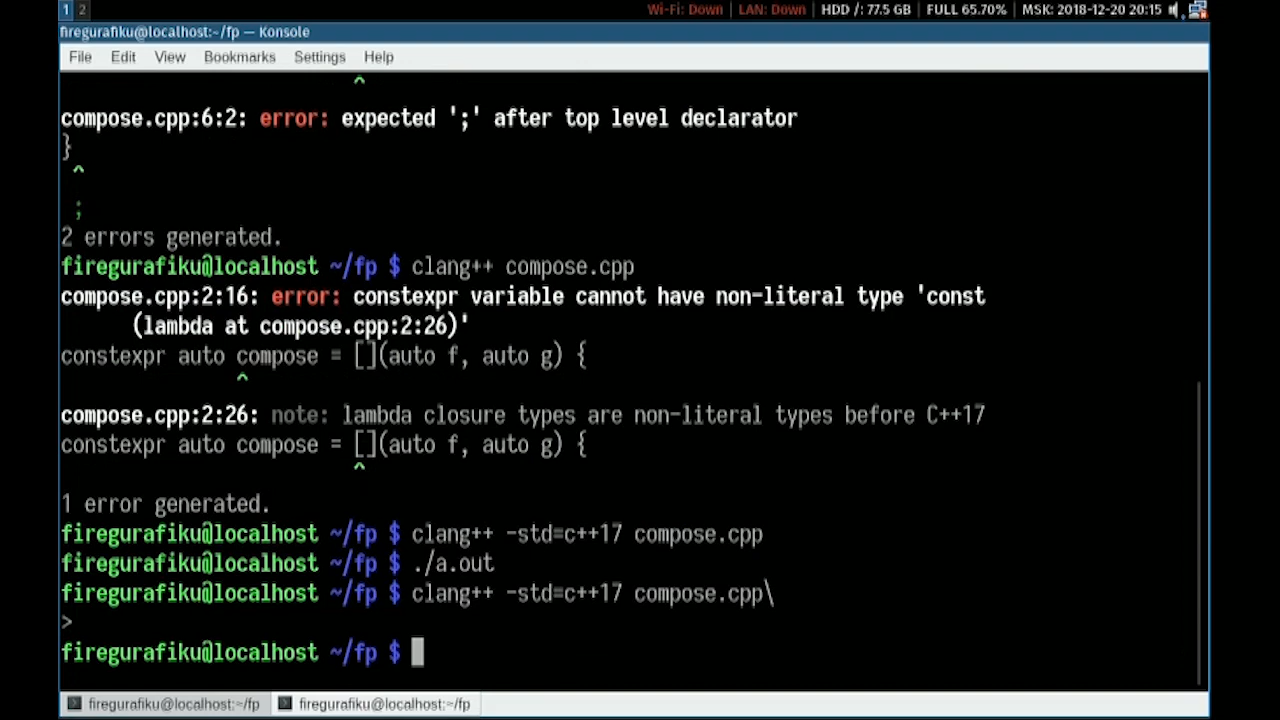 1 2 Wi-Fi: Down | LAN: Down | HDD /: 77.5 GB | FULL 65.70% | MSK: 2018-12-20 20:15
firegurafiku@localhost:~/fp — Konsole
File Edit View Bookmarks Settings Help
^
compose.cpp:6:2: error: expected ';' after top level declarator
}
^
;
2 errors generated.
firegurafiku@localhost ~/fp $ clang++ compose.cpp
compose.cpp:2:16: error: constexpr variable cannot have non-literal type 'const
(lambda at compose.cpp:2:26)'
constexpr auto compose = [](auto f, auto g) {
^
compose.cpp:2:26: note: lambda closure types are non-literal types before C++17
constexpr auto compose = [](auto f, auto g) {
^
1 error generated.
firegurafiku@localhost ~/fp $ clang++ -std=c++17 compose.cpp
firegurafiku@localhost ~/fp $ ./a.out
firegurafiku@localhost ~/fp $ clang++ -std=c++17 compose.cpp\
>
firegurafiku@localhost ~/fp $
firegurafiku@localhost:~/fp firegurafiku@localhost:~/fp